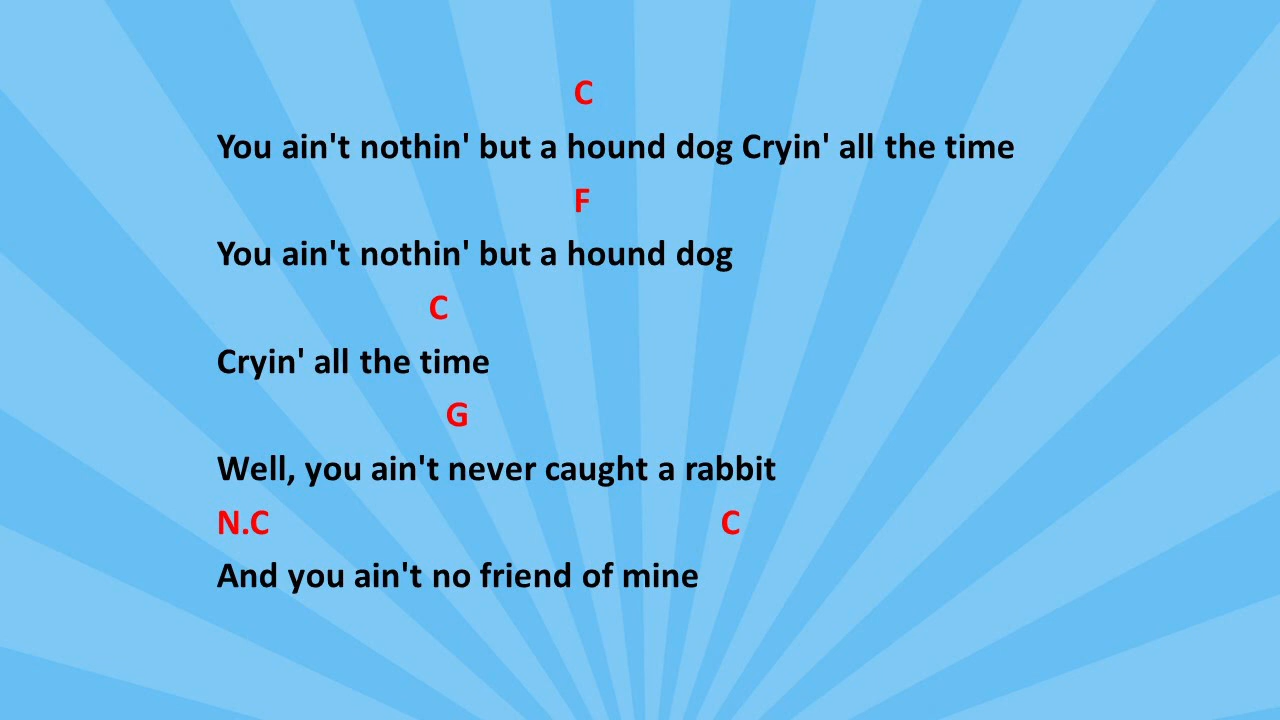 C
You ain't nothin' but a hound dog Cryin' all the time
F
You ain't nothin' but a hound dog
C
Cryin' all the time
G
Well, you ain't never caught a rabbit
N.C C
And you ain't no friend of mine